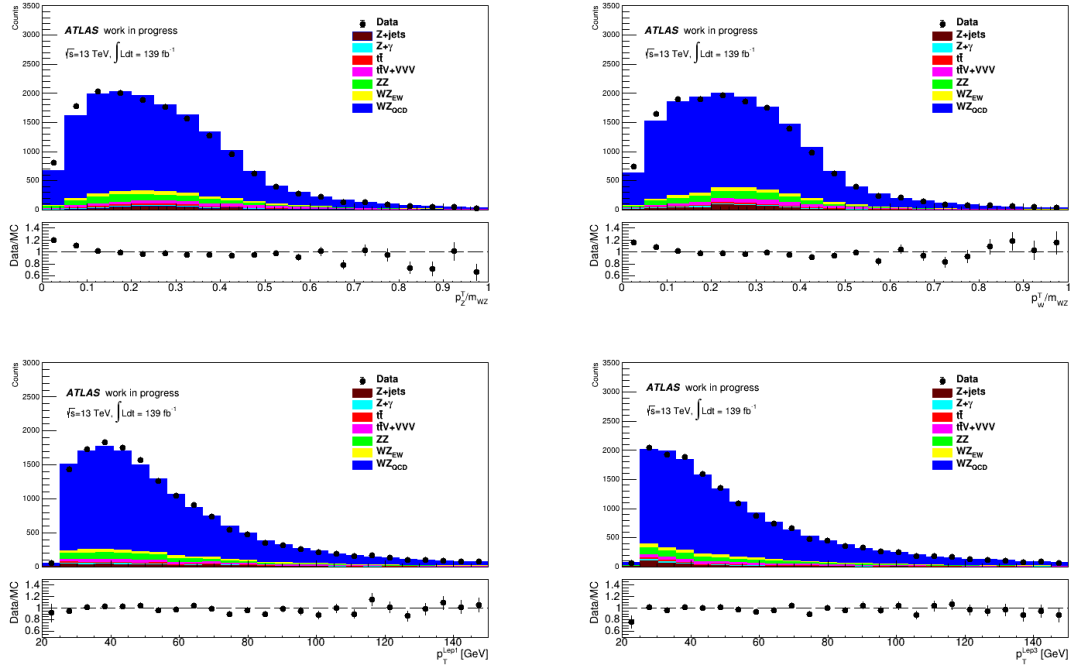 Counts
3500
3000
2500
2000
1500
1000
500
0
ATLAS work in progress
√s=13 TeV, ∫Ldt = 139 fb⁻¹
Data
Z+jets
Z+γ
tt̄
tt̄V+VVV
ZZ
WZ_EW
WZ_QCD
Data/MC
1.4
1.2
1
0.8
0.6
0 0.1 0.2 0.3 0.4 0.5 0.6 0.7 0.8 0.9 1
p_Z^T/m_WZ
Counts
3500
3000
2500
2000
1500
1000
500
0
ATLAS work in progress
√s=13 TeV, ∫Ldt = 139 fb⁻¹
Data
Z+jets
Z+γ
tt̄
tt̄V+VVV
ZZ
WZ_EW
WZ_QCD
Data/MC
1.4
1.2
1
0.8
0.6
0 0.1 0.2 0.3 0.4 0.5 0.6 0.7 0.8 0.9 1
p_W^T/m_WZ
Counts
3000
2500
2000
1500
1000
500
0
ATLAS work in progress
√s=13 TeV, ∫Ldt = 139 fb⁻¹
Data
Z+jets
Z+γ
tt̄
tt̄V+VVV
ZZ
WZ_EW
WZ_QCD
Data/MC
1.4
1.2
1
0.8
0.6
20 40 60 80 100 120 140
p_T^Lep1 [GeV]
Counts
3500
3000
2500
2000
1500
1000
500
0
ATLAS work in progress
√s=13 TeV, ∫Ldt = 139 fb⁻¹
Data
Z+jets
Z+γ
tt̄
tt̄V+VVV
ZZ
WZ_EW
WZ_QCD
Data/MC
1.4
1.2
1
0.8
0.6
20 40 60 80 100 120 140
p_T^Lep3 [GeV]